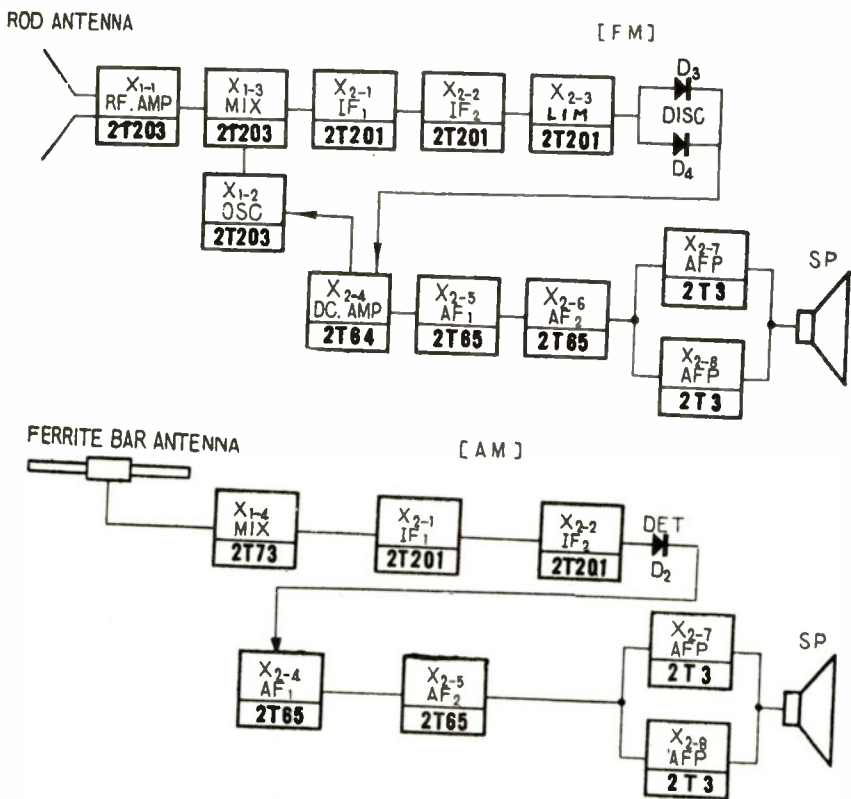 ROD ANTENNA
[FM]
X1-1
RF. AMP
2T203
X1-3
MIX
2T203
X2-1
IF1
2T201
X2-2
IF2
2T201
X2-3
LIM
2T201
D3
DISC
D4
X1-2
OSC
2T203
X2-4
DC. AMP
2T64
X2-5
AF1
2T65
X2-6
AF2
2T65
X2-7
AFP
2T3
X2-8
AFP
2T3
SP
FERRITE BAR ANTENNA
[AM]
X1-4
MIX
2T73
X2-1
IF1
2T201
X2-2
IF2
2T201
DET
D2
X2-4
AF1
2T65
X2-5
AF2
2T65
X2-7
AFP
2T3
X2-8
AFP
2T3
SP